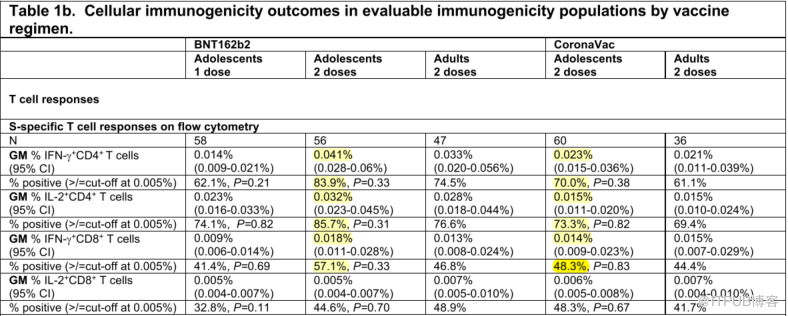 Table 1b. Cellular immunogenicity outcomes in evaluable immunogenicity populations by vaccine
regimen.
BNT162b2 CoronaVac
Adolescents Adolescents Adults Adolescents Adults
1 dose 2 doses 2 doses 2 doses 2 doses
T cell responses
S-specific T cell responses on flow cytometry
N 58 56 47 60 36
GM % IFN-γ+CD4+ T cells 0.014% 0.041% 0.033% 0.023% 0.021%
(95% CI) (0.009-0.021%) (0.028-0.06%) (0.020-0.056%) (0.015-0.036%) (0.011-0.039%)
% positive (>/=cut-off at 0.005%) 62.1%, P=0.21 83.9%, P=0.33 74.5% 70.0%, P=0.38 61.1%
GM % IL-2+CD4+ T cells 0.023% 0.032% 0.028% 0.015% 0.015%
(95% CI) (0.016-0.033%) (0.023-0.045%) (0.018-0.044%) (0.011-0.020%) (0.010-0.024%)
% positive (>/=cut-off at 0.005%) 74.1%, P=0.82 85.7%, P=0.31 76.6% 73.3%, P=0.82 69.4%
GM % IFN-γ+CD8+ T cells 0.009% 0.018% 0.013% 0.014% 0.015%
(95% CI) (0.006-0.014%) (0.011-0.028%) (0.008-0.024%) (0.009-0.023%) (0.007-0.029%)
% positive (>/=cut-off at 0.005%) 41.4%, P=0.69 57.1%, P=0.33 46.8% 48.3%, P=0.83 44.4%
GM % IL-2+CD8+ T cells 0.005% 0.005% 0.007% 0.006% 0.007%
(95% CI) (0.004-0.007%) (0.004-0.007%) (0.005-0.010%) (0.005-0.008%) (0.004-0.010%)
% positive (>/=cut-off at 0.005%) 32.8%, P=0.11 44.6%, P=0.70 48.9% 48.3%, P=0.67 41.7%
@ITPUB博客